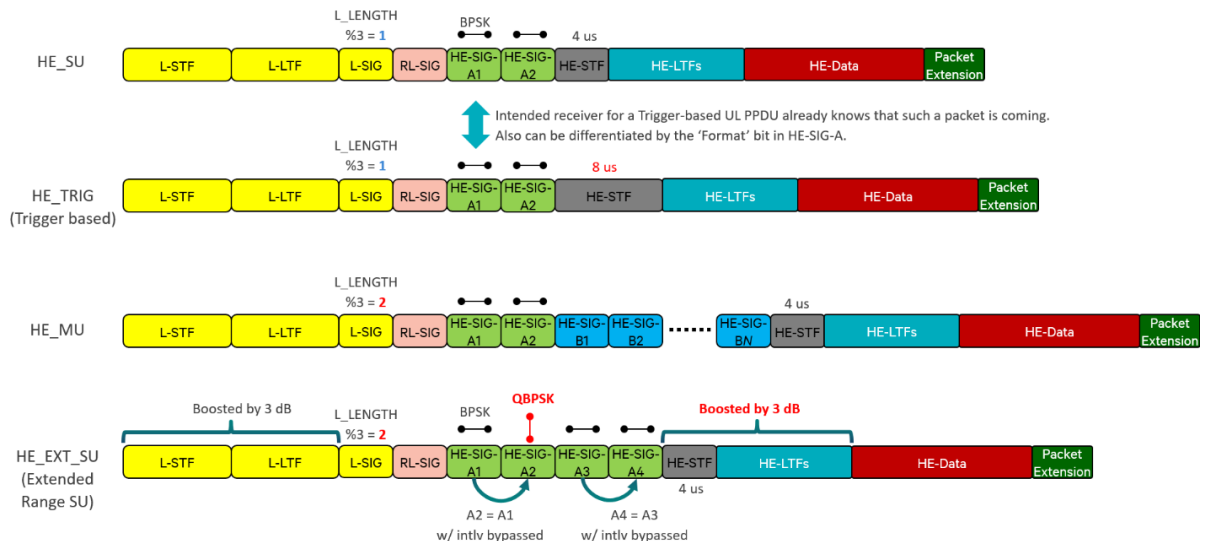 L_LENGTH
%3 = 1
BPSK
4 us
HE_SU
L-STF
L-LTF
L-SIG
RL-SIG
HE-SIG-
A1
HE-SIG-
A2
HE-STF
HE-LTFs
HE-Data
Packet
Extension
Intended receiver for a Trigger-based UL PPDU already knows that such a packet is coming.
Also can be differentiated by the 'Format' bit in HE-SIG-A.
L_LENGTH
%3 = 1
8 us
HE_TRIG
(Trigger based)
L-STF
L-LTF
L-SIG
RL-SIG
HE-SIG-
A1
HE-SIG-
A2
HE-STF
HE-LTFs
HE-Data
Packet
Extension
L_LENGTH
%3 = 2
4 us
HE_MU
L-STF
L-LTF
L-SIG
RL-SIG
HE-SIG-
A1
HE-SIG-
A2
HE-SIG-
B1
HE-SIG-
B2
HE-SIG-
BN
HE-STF
HE-LTFs
HE-Data
Packet
Extension
Boosted by 3 dB
L_LENGTH
%3 = 2
BPSK
QBPSK
Boosted by 3 dB
HE_EXT_SU
(Extended
Range SU)
L-STF
L-LTF
L-SIG
RL-SIG
HE-SIG-
A1
HE-SIG-
A2
HE-SIG-
A3
HE-SIG-
A4
HE-STF
HE-LTFs
HE-Data
Packet
Extension
4 us
A2 = A1
w/ intlv bypassed
A4 = A3
w/ intlv bypassed